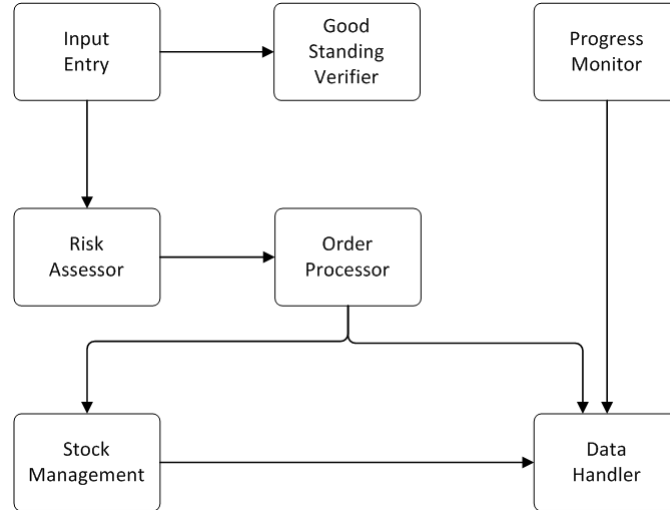 Input
Entry
Good
Standing
Verifier
Progress
Monitor
Risk
Assessor
Order
Processor
Stock
Management
Data
Handler